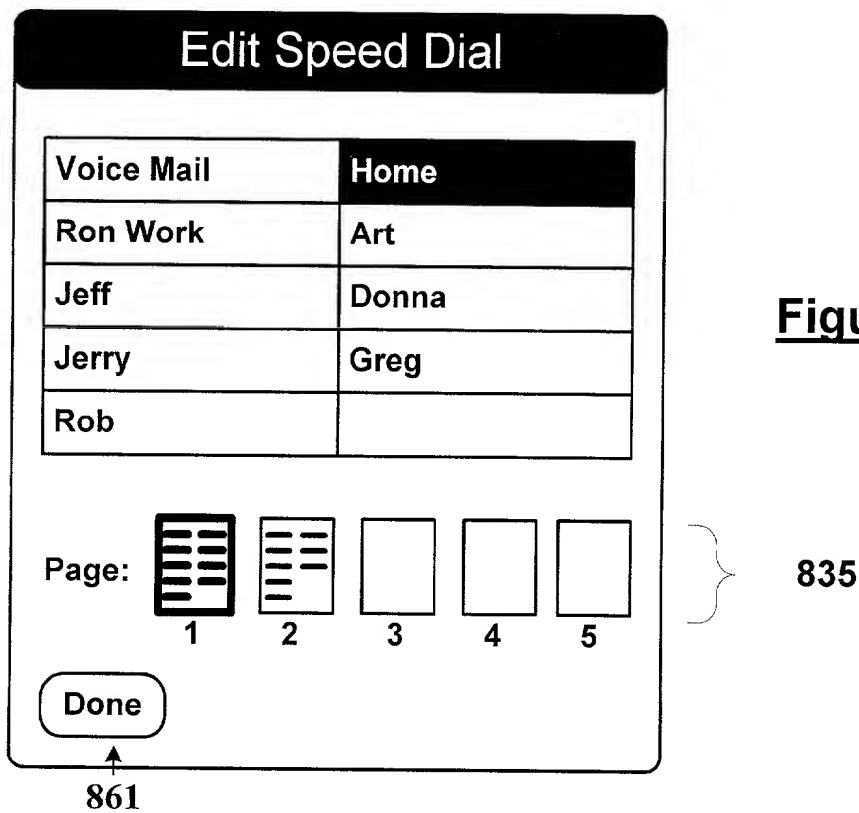 Edit Speed Dial
Voice Mail Home
Ron Work Art
Jeff Donna
Jerry Greg
Rob
Page:
1 2 3 4 5
835
Done
861